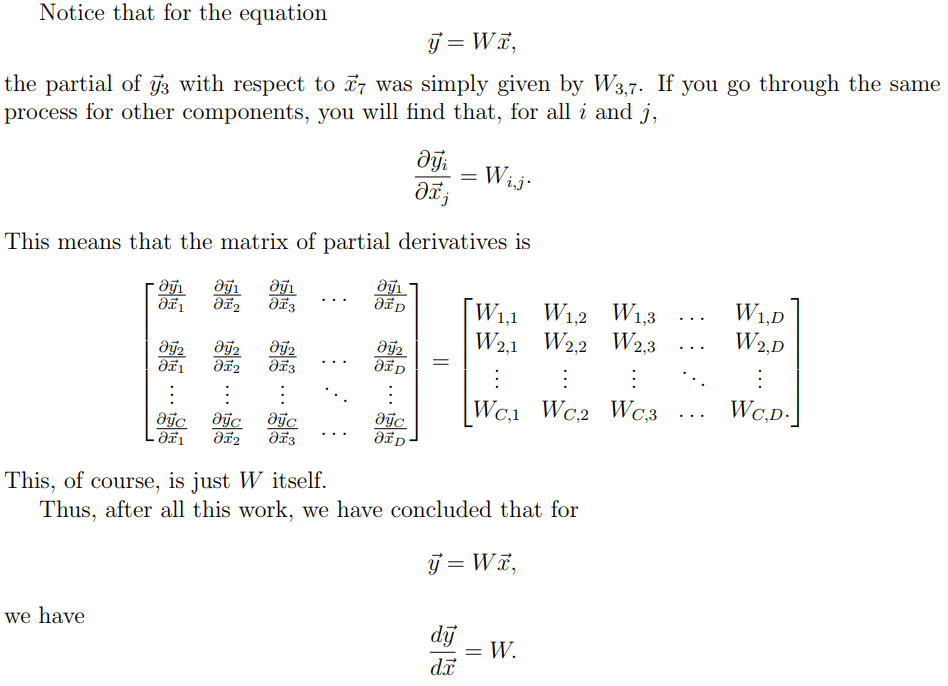 Notice that for the equation
$\vec{y} = W\vec{x},$
the partial of $\vec{y}_3$ with respect to $\vec{x}_7$ was simply given by $W_{3,7}$. If you go through the same
process for other components, you will find that, for all $i$ and $j$,
$\frac{\partial \vec{y}_i}{\partial \vec{x}_j} = W_{i,j}.$
This means that the matrix of partial derivatives is
$\begin{bmatrix} \frac{\partial \vec{y}_1}{\partial \vec{x}_1} & \frac{\partial \vec{y}_1}{\partial \vec{x}_2} & \frac{\partial \vec{y}_1}{\partial \vec{x}_3} & \dots & \frac{\partial \vec{y}_1}{\partial \vec{x}_D} \\ \frac{\partial \vec{y}_2}{\partial \vec{x}_1} & \frac{\partial \vec{y}_2}{\partial \vec{x}_2} & \frac{\partial \vec{y}_2}{\partial \vec{x}_3} & \dots & \frac{\partial \vec{y}_2}{\partial \vec{x}_D} \\ \vdots & \vdots & \vdots & \ddots & \vdots \\ \frac{\partial \vec{y}_C}{\partial \vec{x}_1} & \frac{\partial \vec{y}_C}{\partial \vec{x}_2} & \frac{\partial \vec{y}_C}{\partial \vec{x}_3} & \dots & \frac{\partial \vec{y}_C}{\partial \vec{x}_D} \end{bmatrix} = \begin{bmatrix} W_{1,1} & W_{1,2} & W_{1,3} & \dots & W_{1,D} \\ W_{2,1} & W_{2,2} & W_{2,3} & \dots & W_{2,D} \\ \vdots & \vdots & \vdots & \ddots & \vdots \\ W_{C,1} & W_{C,2} & W_{C,3} & \dots & W_{C,D}. \end{bmatrix}$
This, of course, is just $W$ itself.
Thus, after all this work, we have concluded that for
$\vec{y} = W\vec{x},$
we have
$\frac{d\vec{y}}{d\vec{x}} = W.$